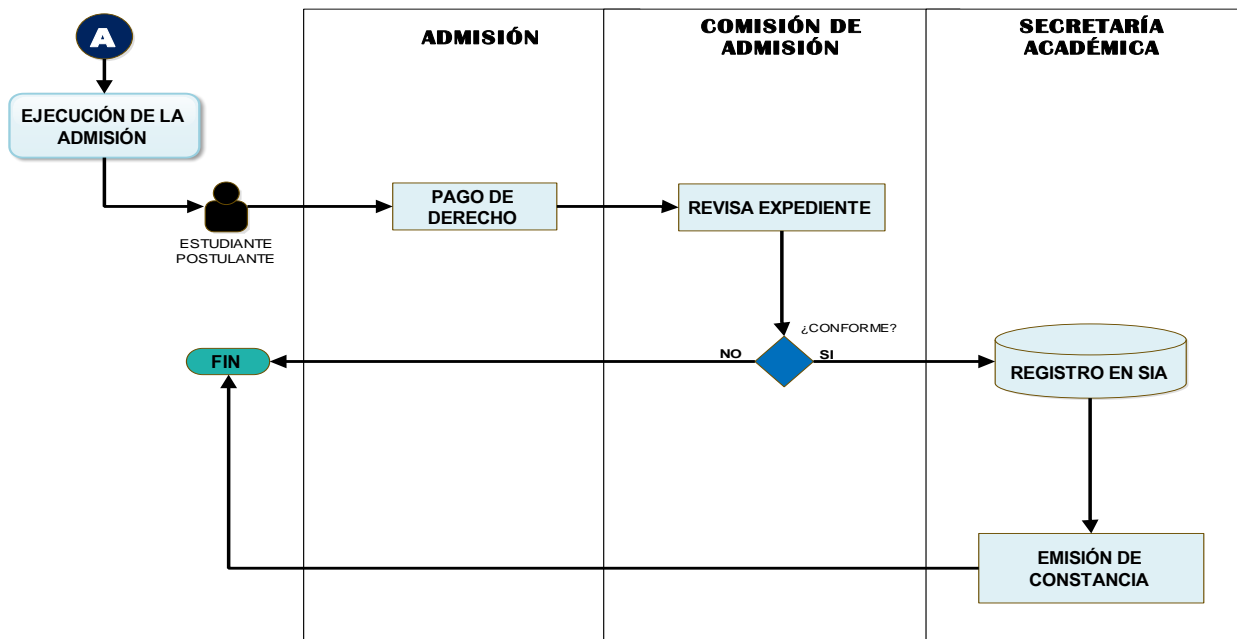 A
EJECUCIÓN DE LA
ADMISIÓN
ESTUDIANTE
POSTULANTE
ADMISIÓN
COMISIÓN DE
ADMISIÓN
SECRETARÍA
ACADÉMICA
PAGO DE
DERECHO
REVISA EXPEDIENTE
¿CONFORME?
NO
SI
FIN
REGISTRO EN SIA
EMISIÓN DE
CONSTANCIA